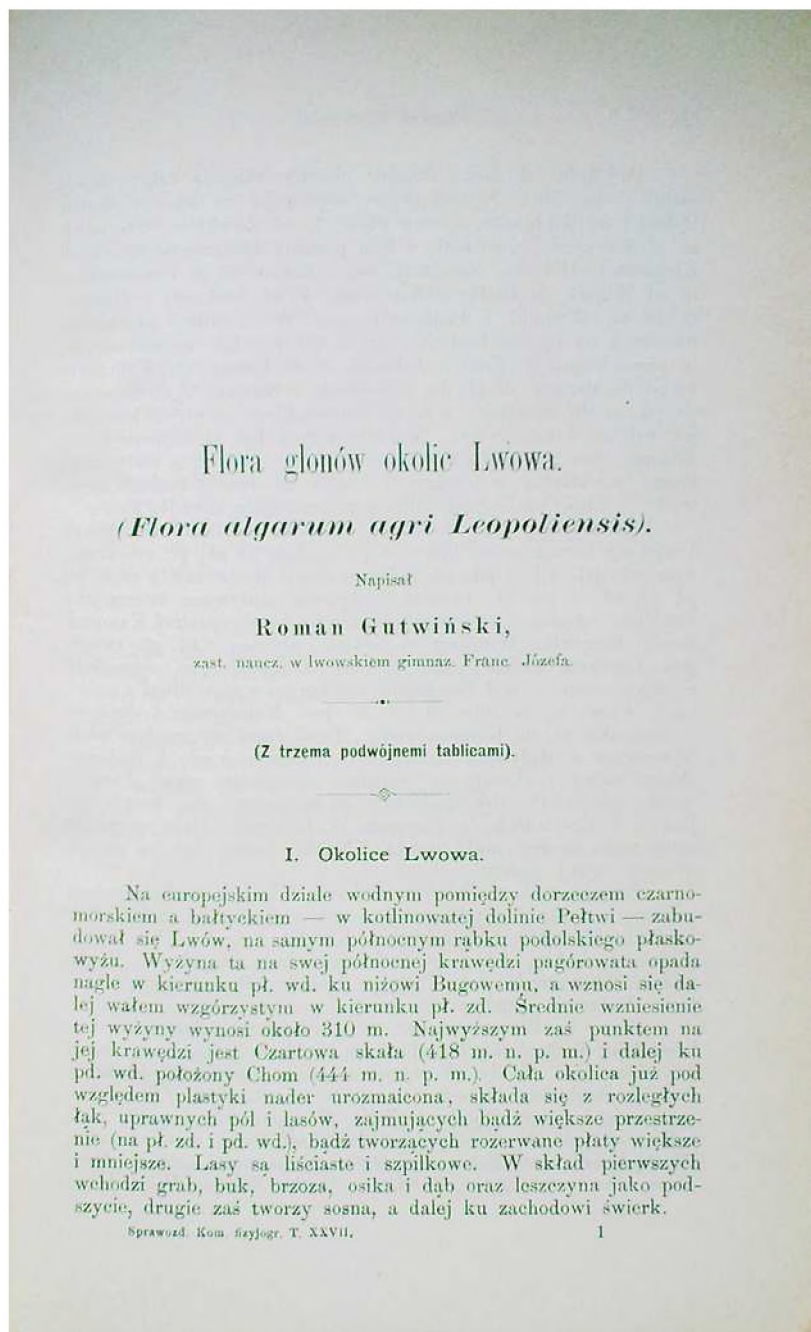 Flora glonów okolic Lwowa.
(Flora algarum agri Leopoliensis).
Napisał
Roman Gutwiński,
zast. naucz. w lwowskiem gimnaz. Franc. Józefa.
(Z trzema podwójnemi tablicami).
I. Okolice Lwowa.
Na europejskim dziale wodnym pomiędzy dorzeczem czarno-
morskiem a bałtyckiem — w kotlinowatej dolinie Pełtwi — zabu-
dował się Lwów, na samym północnym rąbku podolskiego płasko-
wyżu. Wyżyna ta na swej północnej krawędzi pagórowata opada
nagle w kierunku pł. wd. ku niżowi Bugowemu, a wznosi się da-
lej wałem wzgórzystym w kierunku pł. zd. Średnie wzniesienie
tej wyżyny wynosi około 310 m. Najwyższym zaś punktem na
jej krawędzi jest Czartowa skała (418 m. n. p. m.) i dalej ku
pd. wd. położony Chom (444 m. n. p. m.). Cała okolica już pod
względem plastyki nader urozmaicona, składa się z rozległych
łąk, uprawnych pól i lasów, zajmujących bądź większe przestrze-
nie (na pł. zd. i pd. wd.), bądź tworzących rozerwane płaty większe
i mniejsze. Lasy są liściaste i szpilkowe. W skład pierwszych
wchodzi grab, buk, brzoza, osika i dąb oraz leszczyna jako pod-
szycie, drugie zaś tworzy sosna, a dalej ku zachodowi świerk.
Sprawozd. Kom. fizyjogr. T. XXVII. 1